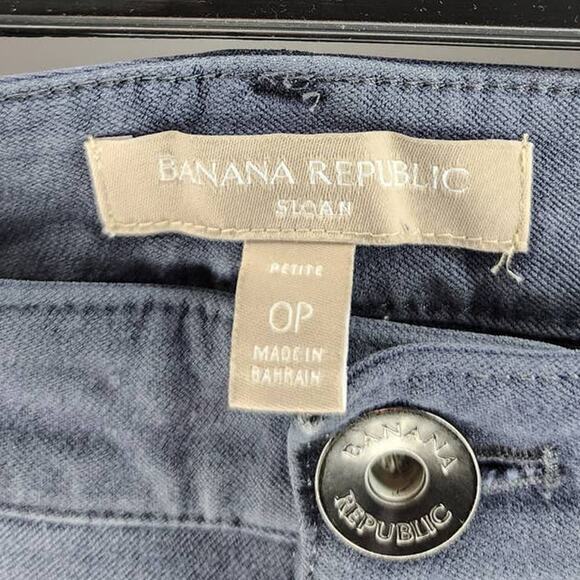 BANANA REPUBLIC
SLOAN
PETITE
0P
MADE IN
BAHRAIN
BANANA
REPUBLIC